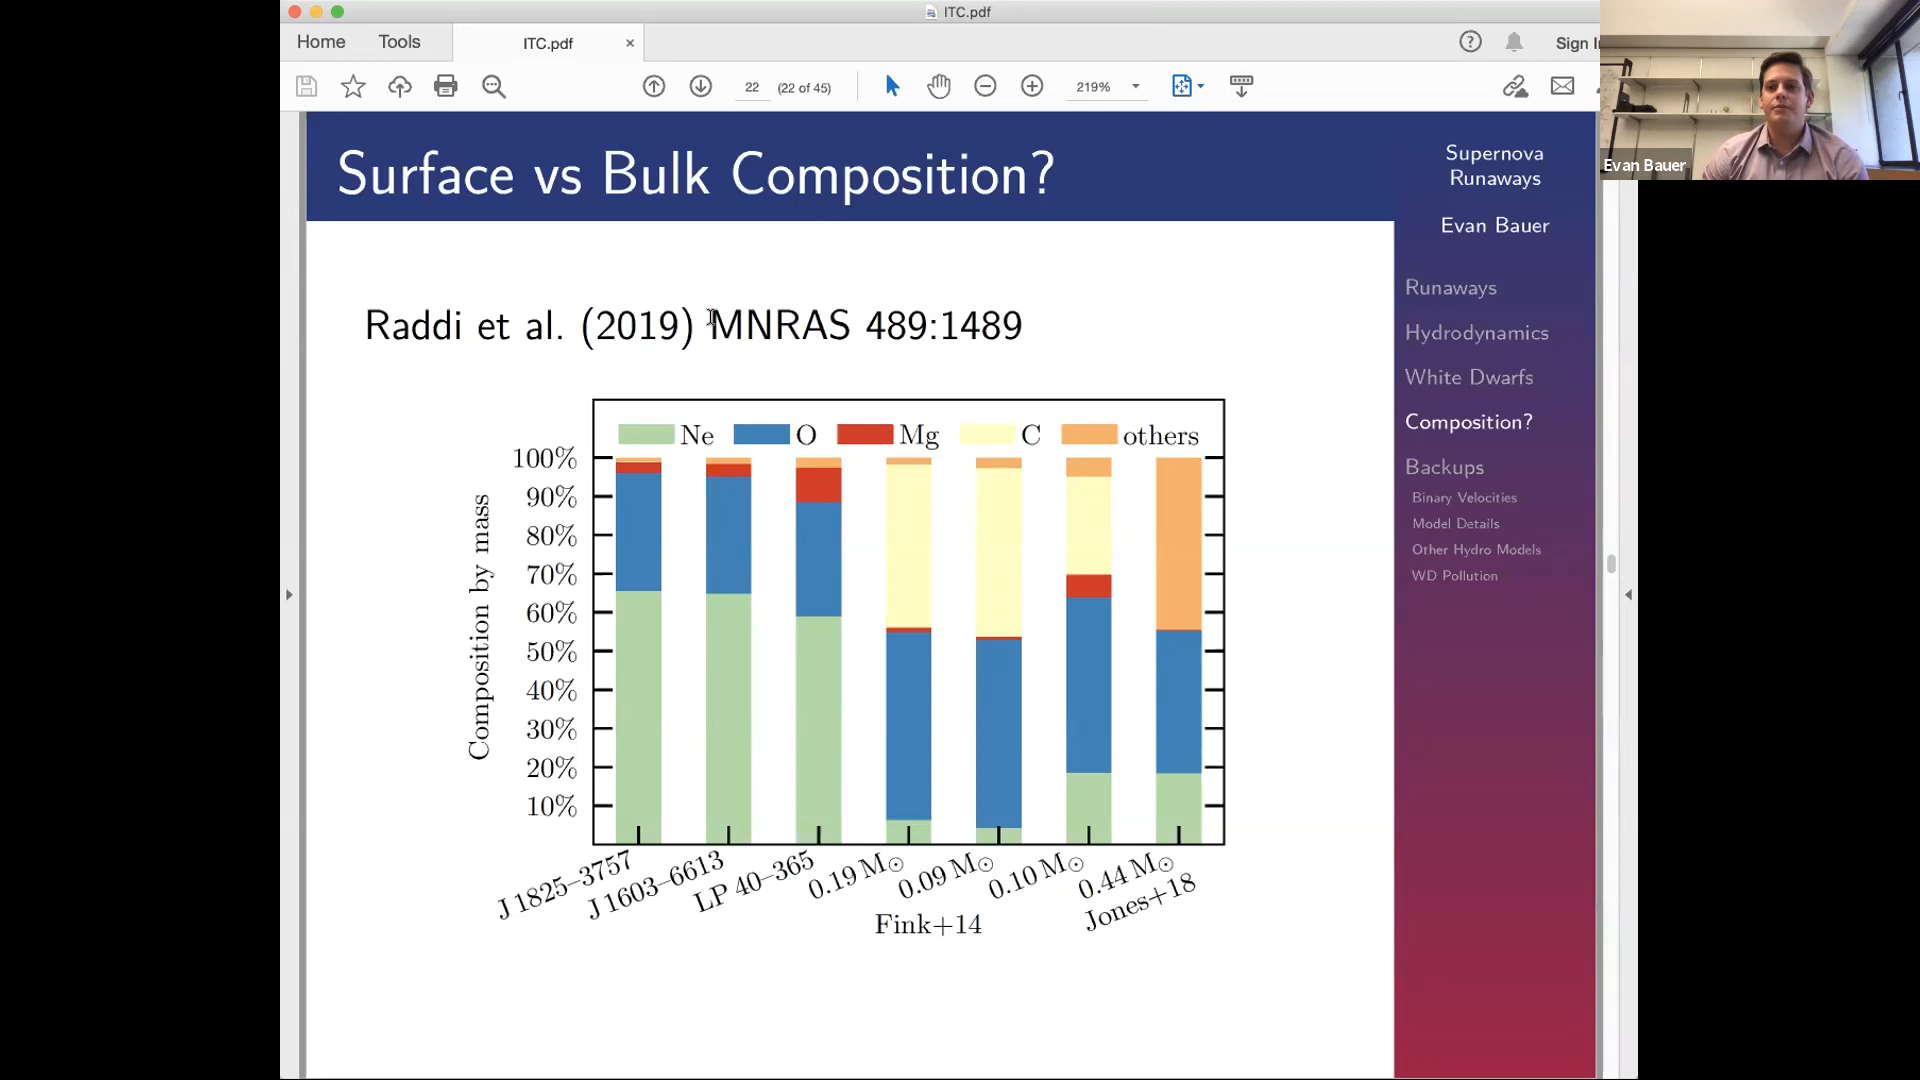 ITC.pdf
Home
Tools
ITC.pdf
×
Sign I
22
(22 of 45)
219%
Evan Bauer
Surface vs Bulk Composition?
Supernova
Runaways
Evan Bauer
Runaways
Hydrodynamics
White Dwarfs
Composition?
Backups
Binary Velocities
Model Details
Other Hydro Models
WD Pollution
Raddi et al. (2019) MNRAS 489:1489
Ne O Mg C others
100%
90%
80%
70%
60%
50%
40%
30%
20%
10%
Composition by mass
J 1825–3757
J 1603–6613
LP 40–365
0.19 M☉
0.09 M☉
0.10 M☉
0.44 M☉
Jones+18
Fink+14